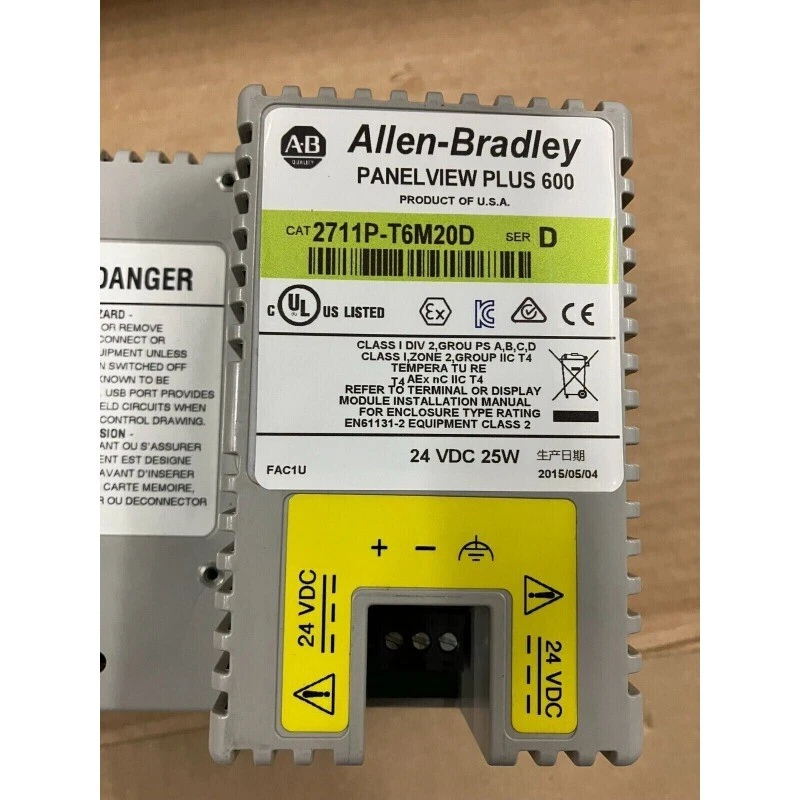 A-B
QUALITY
Allen-Bradley
PANELVIEW PLUS 600
PRODUCT OF U.S.A.
CAT 2711P-T6M20D SER D
C UL US LISTED Ex CE
CLASS I DIV 2,GROU PS A,B,C,D
CLASS I,ZONE 2,GROUP IIC T4
TEMPERA TU RE
T4 AEx nC IIC T4
REFER TO TERMINAL OR DISPLAY
MODULE INSTALLATION MANUAL
FOR ENCLOSURE TYPE RATING
EN61131-2 EQUIPMENT CLASS 2
FAC1U
24 VDC 25W
生产日期
2015/05/04
+ −
24 VDC
24 VDC
DANGER
ZARD -
OR REMOVE
CONNECT OR
UIPMENT UNLESS
N SWITCHED OFF
KNOWN TO BE
USB PORT PROVIDES
ELD CIRCUITS WHEN
CONTROL DRAWING.
SION -
ANT OU S'ASSURER
ENT EST DESIGNE
AVANT D'INSERER
CARTE MEMOIRE,
R OU DECONNECTOR